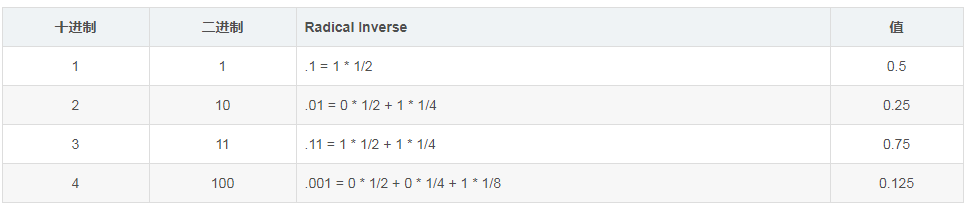 十进制 二进制 Radical Inverse 值
1 1 .1 = 1 * 1/2 0.5
2 10 .01 = 0 * 1/2 + 1 * 1/4 0.25
3 11 .11 = 1 * 1/2 + 1 * 1/4 0.75
4 100 .001 = 0 * 1/2 + 0 * 1/4 + 1 * 1/8 0.125